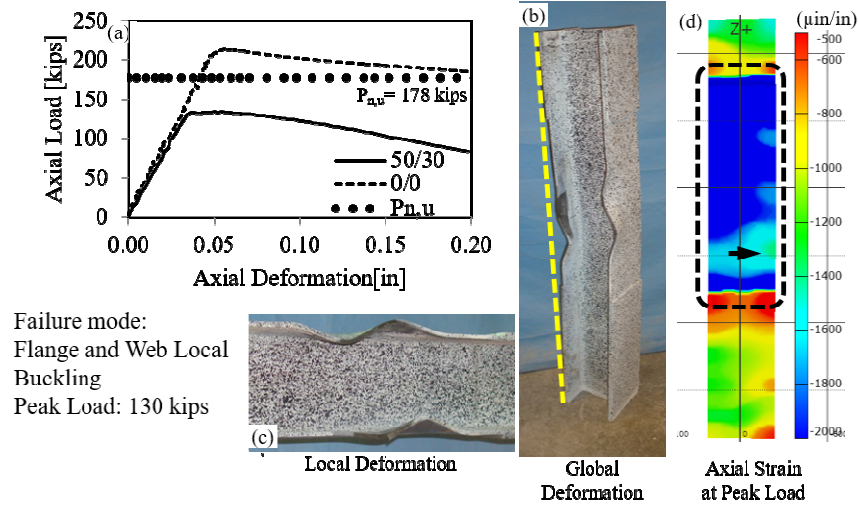 (a)
250
200
150
100
50
0
Axial Load [kips]
Pn,u= 178 kips
50/30
0/0
Pn,u
0.00 0.05 0.10 0.15 0.20
Axial Deformation[in]
Failure mode:
Flange and Web Local
Buckling
Peak Load: 130 kips
(c)
Local Deformation
(b)
Global
Deformation
(d)
(µin/in)
Z+
-500
-600
-800
-1000
-1200
-1400
-1600
-1800
-2000
.00
0
Axial Strain
at Peak Load